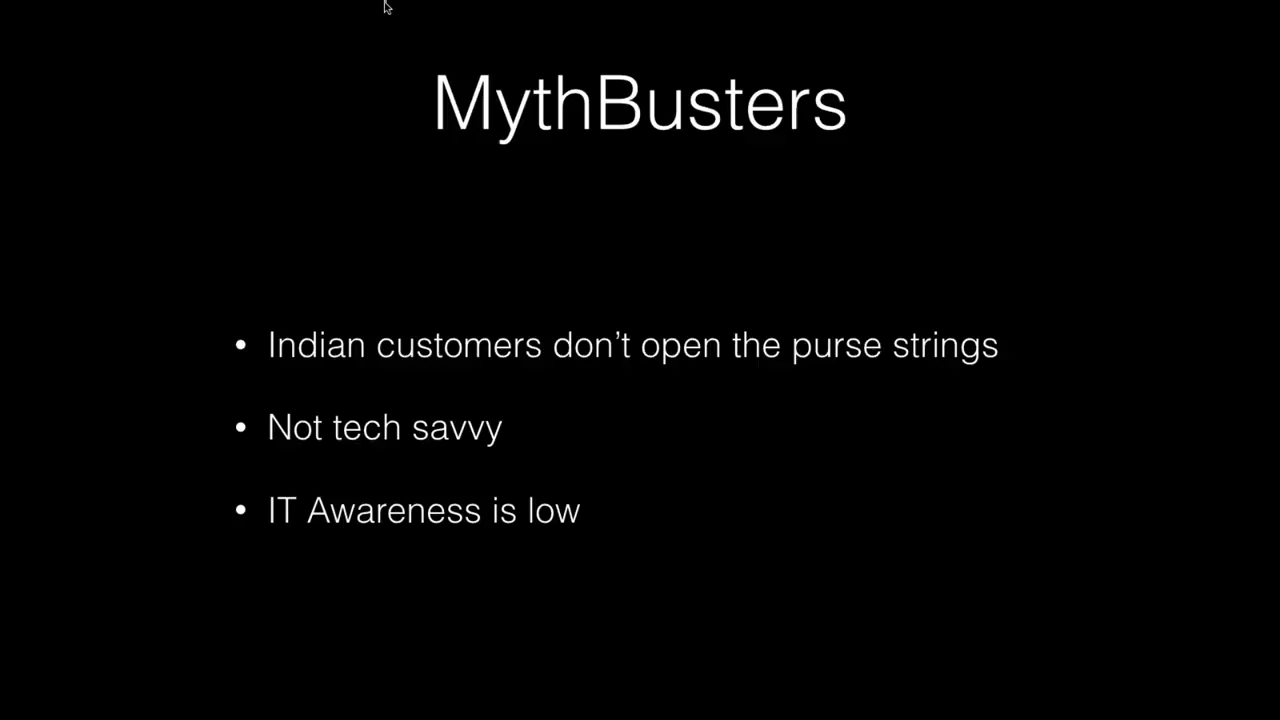 MythBusters
• Indian customers don’t open the purse strings
• Not tech savvy
• IT Awareness is low